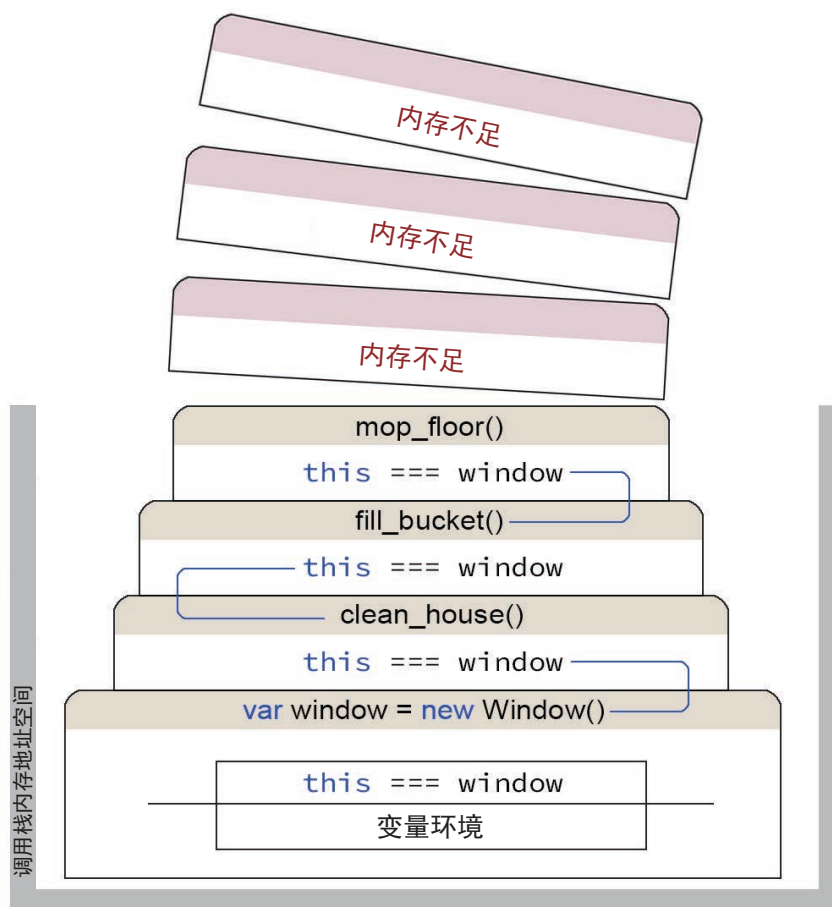 内存不足
内存不足
内存不足
mop_floor()
this === window
fill_bucket()
this === window
clean_house()
this === window
var window = new Window()
this === window
变量环境
调用栈内存地址空间